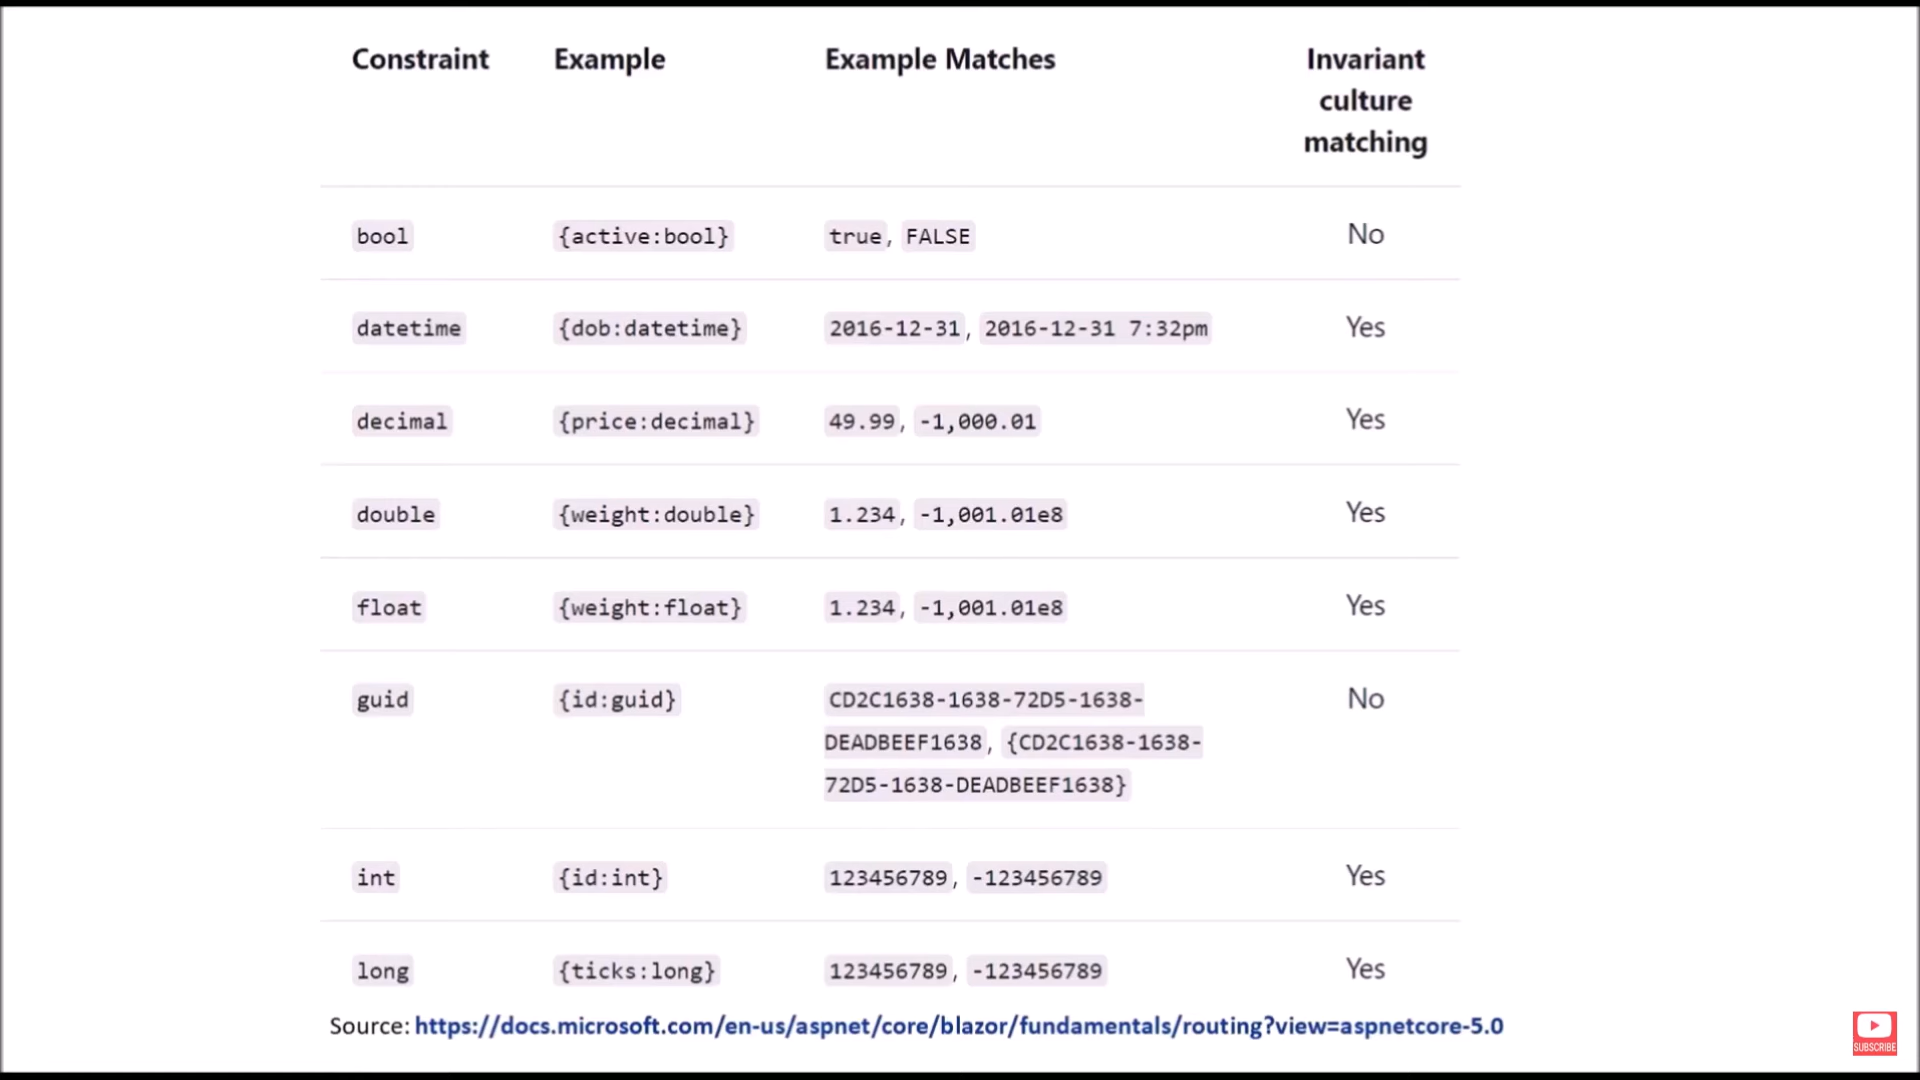 Constraint Example Example Matches Invariant
culture
matching
bool {active:bool} true, FALSE No
datetime {dob:datetime} 2016-12-31, 2016-12-31 7:32pm Yes
decimal {price:decimal} 49.99, -1,000.01 Yes
double {weight:double} 1.234, -1,001.01e8 Yes
float {weight:float} 1.234, -1,001.01e8 Yes
guid {id:guid} CD2C1638-1638-72D5-1638- No
DEADBEEF1638, {CD2C1638-1638-
72D5-1638-DEADBEEF1638}
int {id:int} 123456789, -123456789 Yes
long {ticks:long} 123456789, -123456789 Yes
Source: https://docs.microsoft.com/en-us/aspnet/core/blazor/fundamentals/routing?view=aspnetcore-5.0
SUBSCRIBE